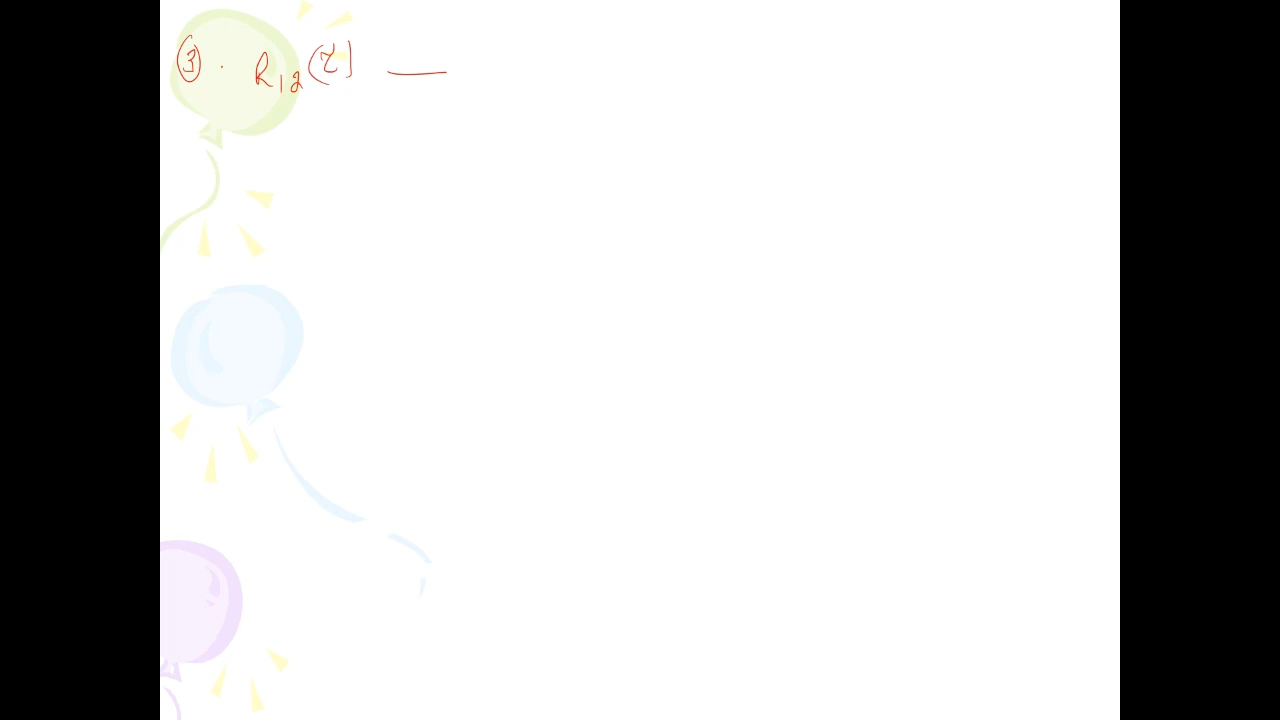 ③ · R₁₂(τ) —